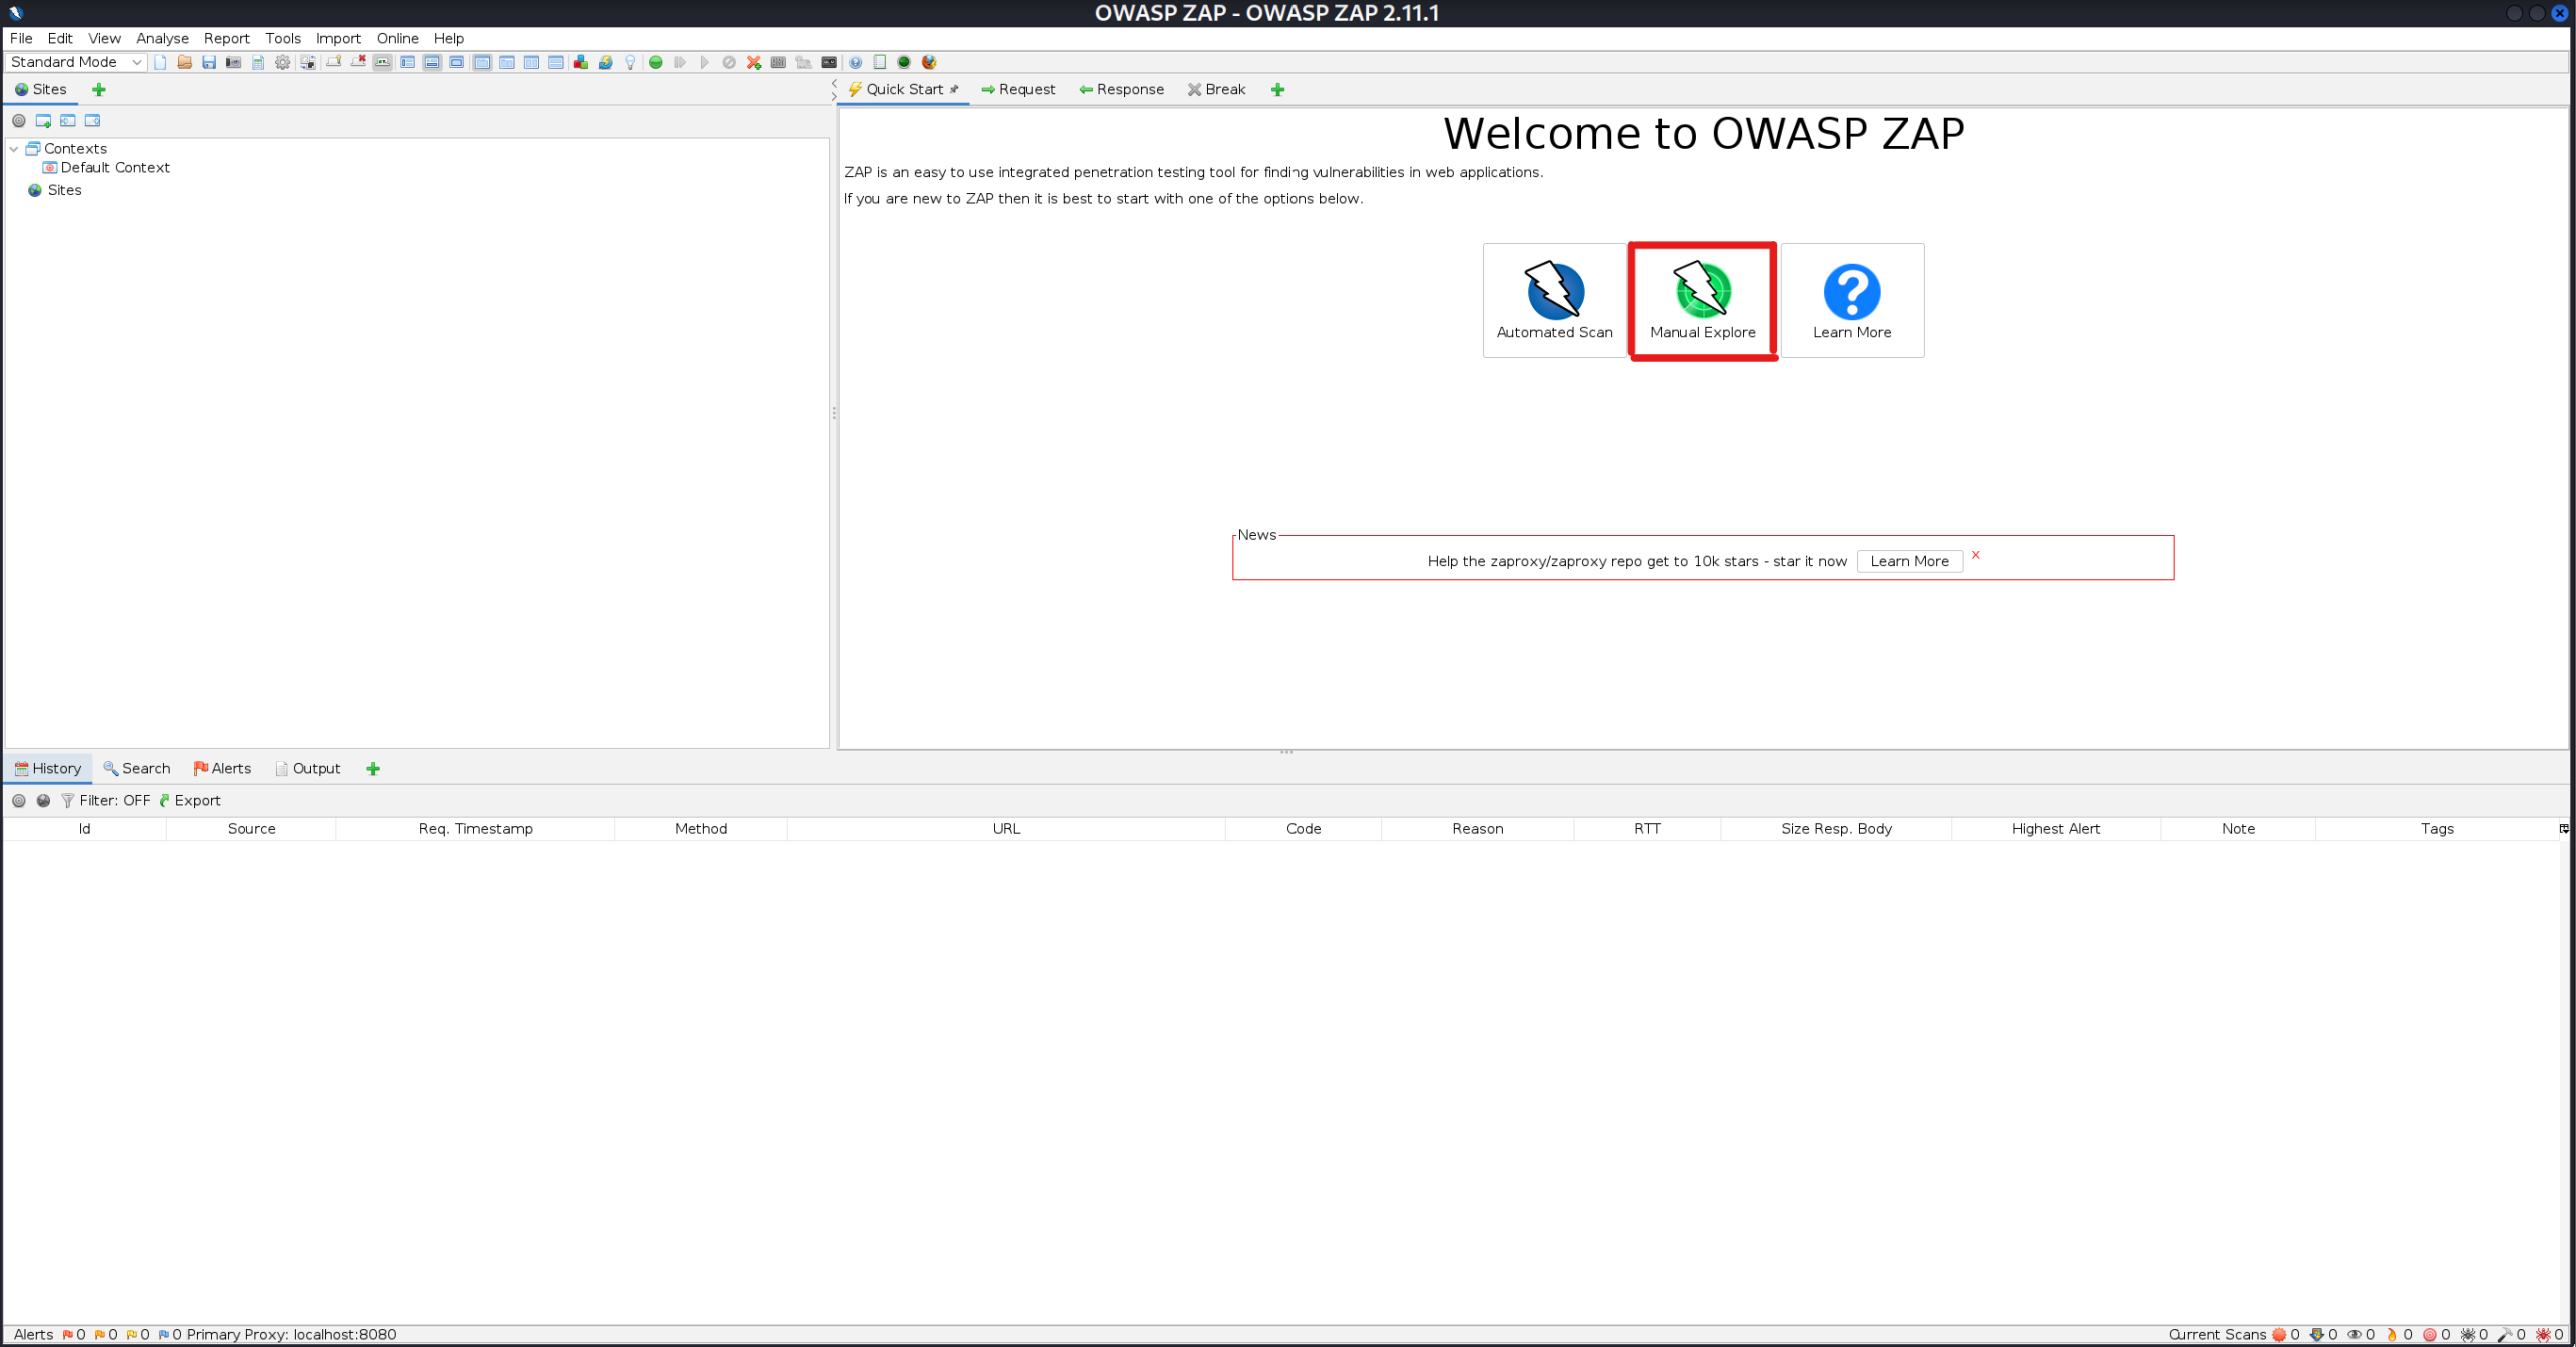 OWASP ZAP - OWASP ZAP 2.11.1
File Edit View Analyse Report Tools Import Online Help
Standard Mode
Sites
Quick Start Request Response Break
Contexts
Default Context
Sites
Welcome to OWASP ZAP
ZAP is an easy to use integrated penetration testing tool for finding vulnerabilities in web applications.
If you are new to ZAP then it is best to start with one of the options below.
Automated Scan Manual Explore Learn More
News
Help the zaproxy/zaproxy repo get to 10k stars - star it now Learn More x
History Search Alerts Output
Filter: OFF Export
Id Source Req. Timestamp Method URL Code Reason RTT Size Resp. Body Highest Alert Note Tags
Alerts 0 0 0 0 Primary Proxy: localhost:8080 Current Scans 0 0 0 0 0 0 0 0